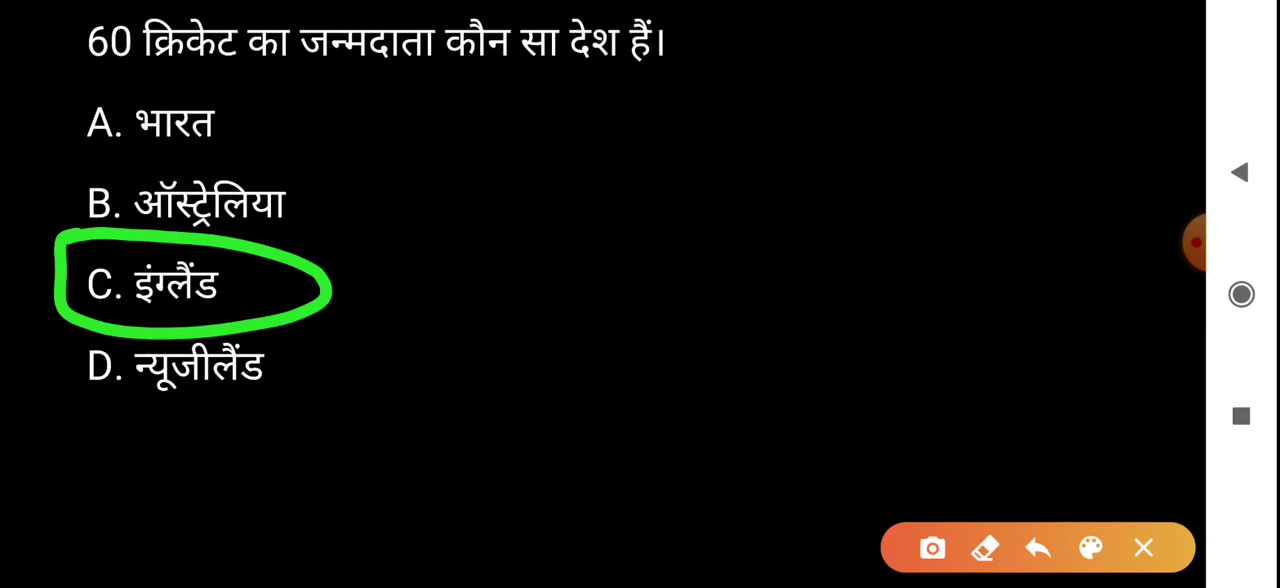 60 क्रिकेट का जन्मदाता कौन सा देश हैं।
A. भारत
B. ऑस्ट्रेलिया
C. इंग्लैंड
D. न्यूजीलैंड